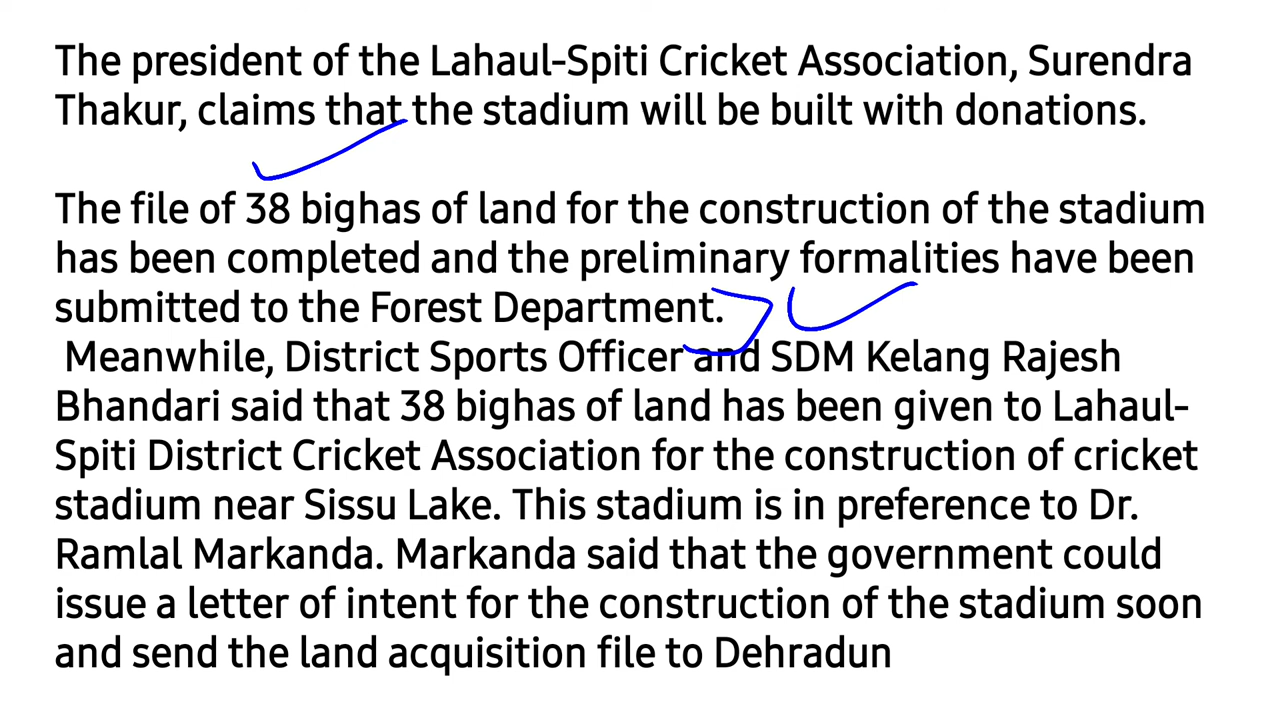 The president of the Lahaul-Spiti Cricket Association, Surendra
Thakur, claims that the stadium will be built with donations.
The file of 38 bighas of land for the construction of the stadium
has been completed and the preliminary formalities have been
submitted to the Forest Department.
Meanwhile, District Sports Officer and SDM Kelang Rajesh
Bhandari said that 38 bighas of land has been given to Lahaul-
Spiti District Cricket Association for the construction of cricket
stadium near Sissu Lake. This stadium is in preference to Dr.
Ramlal Markanda. Markanda said that the government could
issue a letter of intent for the construction of the stadium soon
and send the land acquisition file to Dehradun